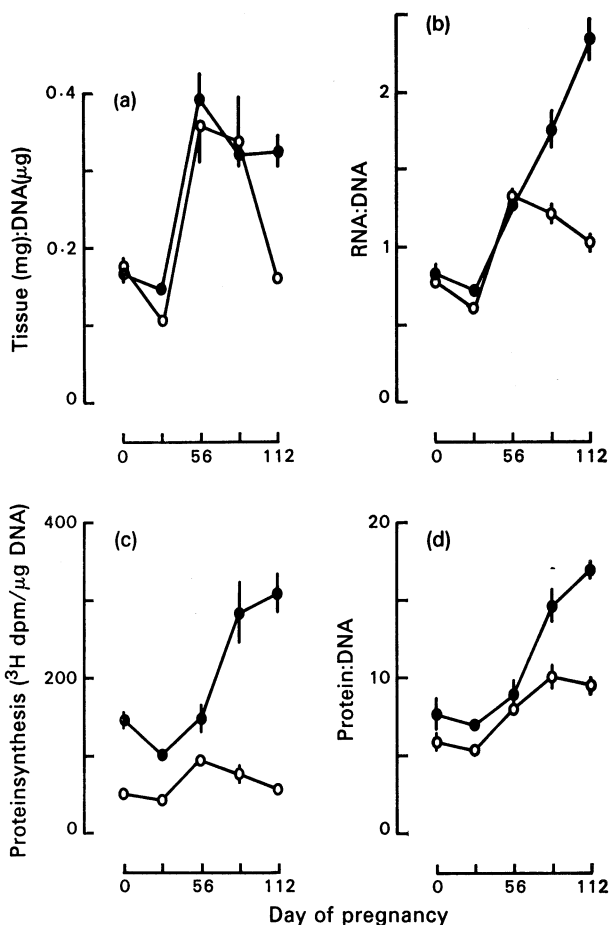 (a)
Tissue (mg):DNA(μg)
0·4
0·2
0
0
56
112
(b)
RNA:DNA
2
1
0
0
56
112
(c)
Proteinsynthesis (³H dpm/μg DNA)
400
200
0
0
56
112
(d)
Protein:DNA
20
10
0
0
56
112
Day of pregnancy